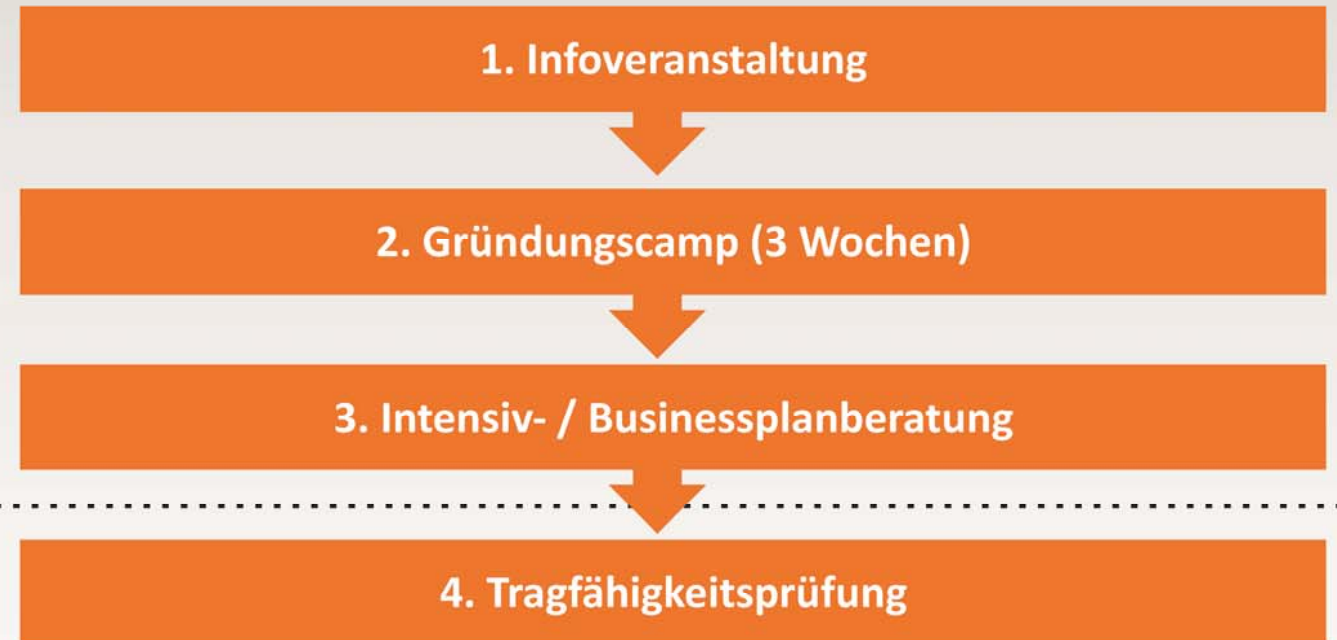 1. Infoveranstaltung
2. Gründungscamp (3 Wochen)
3. Intensiv- / Businessplanberatung
4. Tragfähigkeitsprüfung